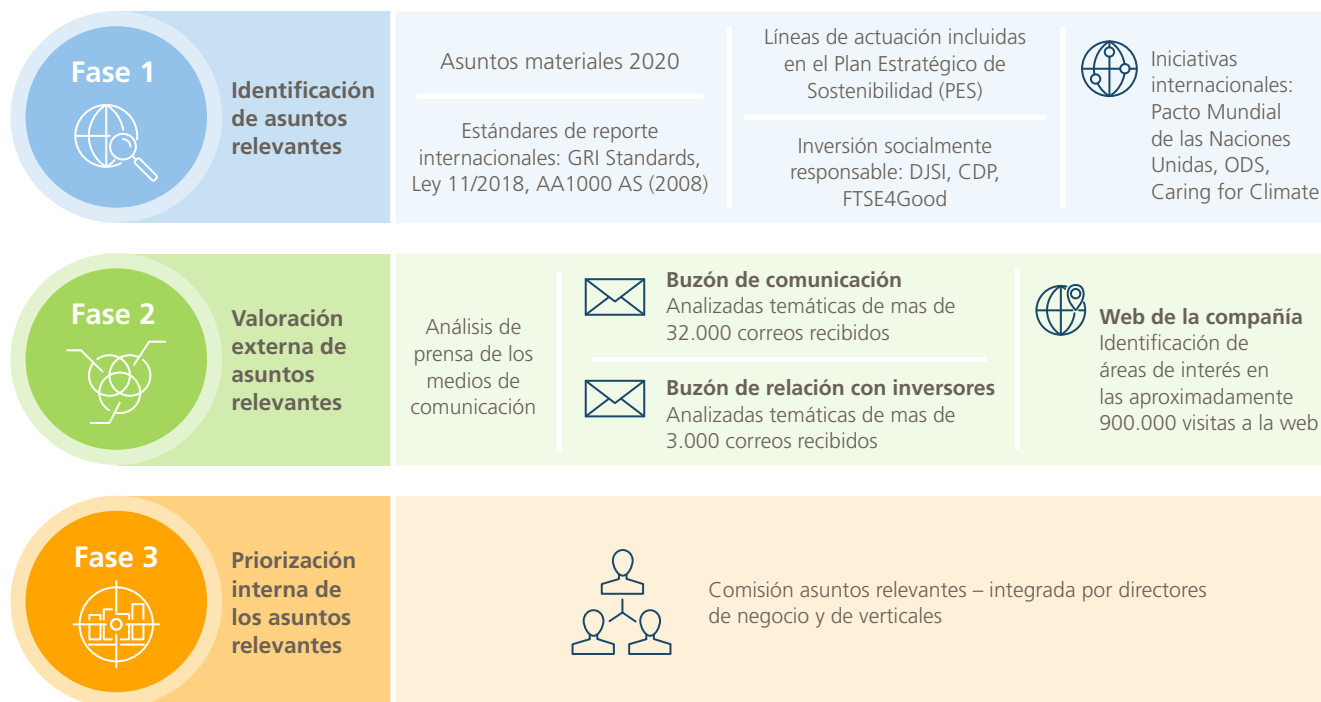 Fase 1
Identificación
de asuntos
relevantes
Asuntos materiales 2020
Estándares de reporte
internacionales: GRI Standards,
Ley 11/2018, AA1000 AS (2008)
Líneas de actuación incluidas
en el Plan Estratégico de
Sostenibilidad (PES)
Inversión socialmente
responsable: DJSI, CDP,
FTSE4Good
Iniciativas
internacionales:
Pacto Mundial
de las Naciones
Unidas, ODS,
Caring for Climate
Fase 2
Valoración
externa de
asuntos
relevantes
Análisis de
prensa de los
medios de
comunicación
Buzón de comunicación
Analizadas temáticas de mas de
32.000 correos recibidos
Buzón de relación con inversores
Analizadas temáticas de mas de
3.000 correos recibidos
Web de la compañía
Identificación de
áreas de interés en
las aproximadamente
900.000 visitas a la web
Fase 3
Priorización
interna de
los asuntos
relevantes
Comisión asuntos relevantes – integrada por directores
de negocio y de verticales